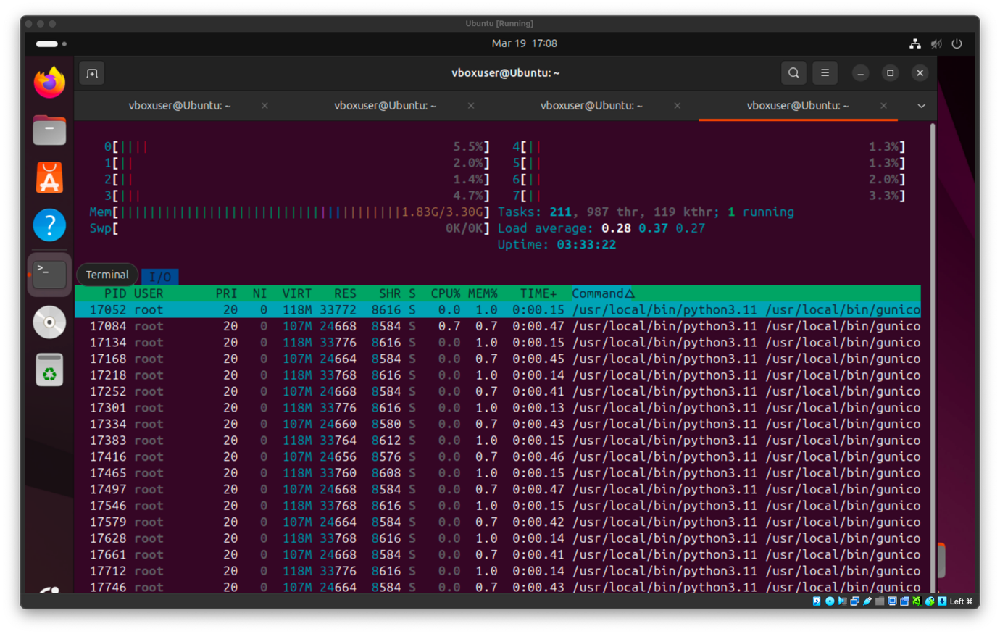 Ubuntu [Running]
Mar 19 17:08
vboxuser@Ubuntu: ~
vboxuser@Ubuntu: ~ × vboxuser@Ubuntu: ~ × vboxuser@Ubuntu: ~ × vboxuser@Ubuntu: ~ ×
0[|||| 5.5%] 4[|| 1.3%]
1[|| 2.0%] 5[|| 1.3%]
2[|| 1.4%] 6[|| 2.0%]
3[||| 4.7%] 7[|| 3.3%]
Mem[||||||||||||||||||||||||||||||||||||||1.83G/3.30G] Tasks: 211, 987 thr, 119 kthr; 1 running
Swp[ 0K/0K] Load average: 0.28 0.37 0.27
Uptime: 03:33:22
Terminal I/O
PID USER PRI NI VIRT RES SHR S CPU% MEM% TIME+ Command△
17052 root 20 0 118M 33772 8616 S 0.0 1.0 0:00.15 /usr/local/bin/python3.11 /usr/local/bin/gunico
17084 root 20 0 107M 24668 8584 S 0.7 0.7 0:00.47 /usr/local/bin/python3.11 /usr/local/bin/gunico
17134 root 20 0 118M 33776 8616 S 0.0 1.0 0:00.15 /usr/local/bin/python3.11 /usr/local/bin/gunico
17168 root 20 0 107M 24664 8584 S 0.0 0.7 0:00.45 /usr/local/bin/python3.11 /usr/local/bin/gunico
17218 root 20 0 118M 33768 8616 S 0.0 1.0 0:00.14 /usr/local/bin/python3.11 /usr/local/bin/gunico
17252 root 20 0 107M 24668 8584 S 0.0 0.7 0:00.41 /usr/local/bin/python3.11 /usr/local/bin/gunico
17301 root 20 0 118M 33776 8616 S 0.0 1.0 0:00.13 /usr/local/bin/python3.11 /usr/local/bin/gunico
17334 root 20 0 107M 24660 8580 S 0.0 0.7 0:00.43 /usr/local/bin/python3.11 /usr/local/bin/gunico
17383 root 20 0 118M 33764 8612 S 0.0 1.0 0:00.15 /usr/local/bin/python3.11 /usr/local/bin/gunico
17416 root 20 0 107M 24656 8576 S 0.0 0.7 0:00.46 /usr/local/bin/python3.11 /usr/local/bin/gunico
17465 root 20 0 118M 33760 8608 S 0.0 1.0 0:00.15 /usr/local/bin/python3.11 /usr/local/bin/gunico
17497 root 20 0 107M 24668 8584 S 0.0 0.7 0:00.47 /usr/local/bin/python3.11 /usr/local/bin/gunico
17546 root 20 0 118M 33768 8616 S 0.0 1.0 0:00.15 /usr/local/bin/python3.11 /usr/local/bin/gunico
17579 root 20 0 107M 24664 8584 S 0.0 0.7 0:00.42 /usr/local/bin/python3.11 /usr/local/bin/gunico
17628 root 20 0 118M 33768 8616 S 0.0 1.0 0:00.14 /usr/local/bin/python3.11 /usr/local/bin/gunico
17661 root 20 0 107M 24668 8584 S 0.0 0.7 0:00.41 /usr/local/bin/python3.11 /usr/local/bin/gunico
17712 root 20 0 118M 33776 8616 S 0.0 1.0 0:00.14 /usr/local/bin/python3.11 /usr/local/bin/gunico
17746 root 20 0 107M 24664 8584 S 0.0 0.7 0:00.43 /usr/local/bin/python3.11 /usr/local/bin/gunico
Left ⌘